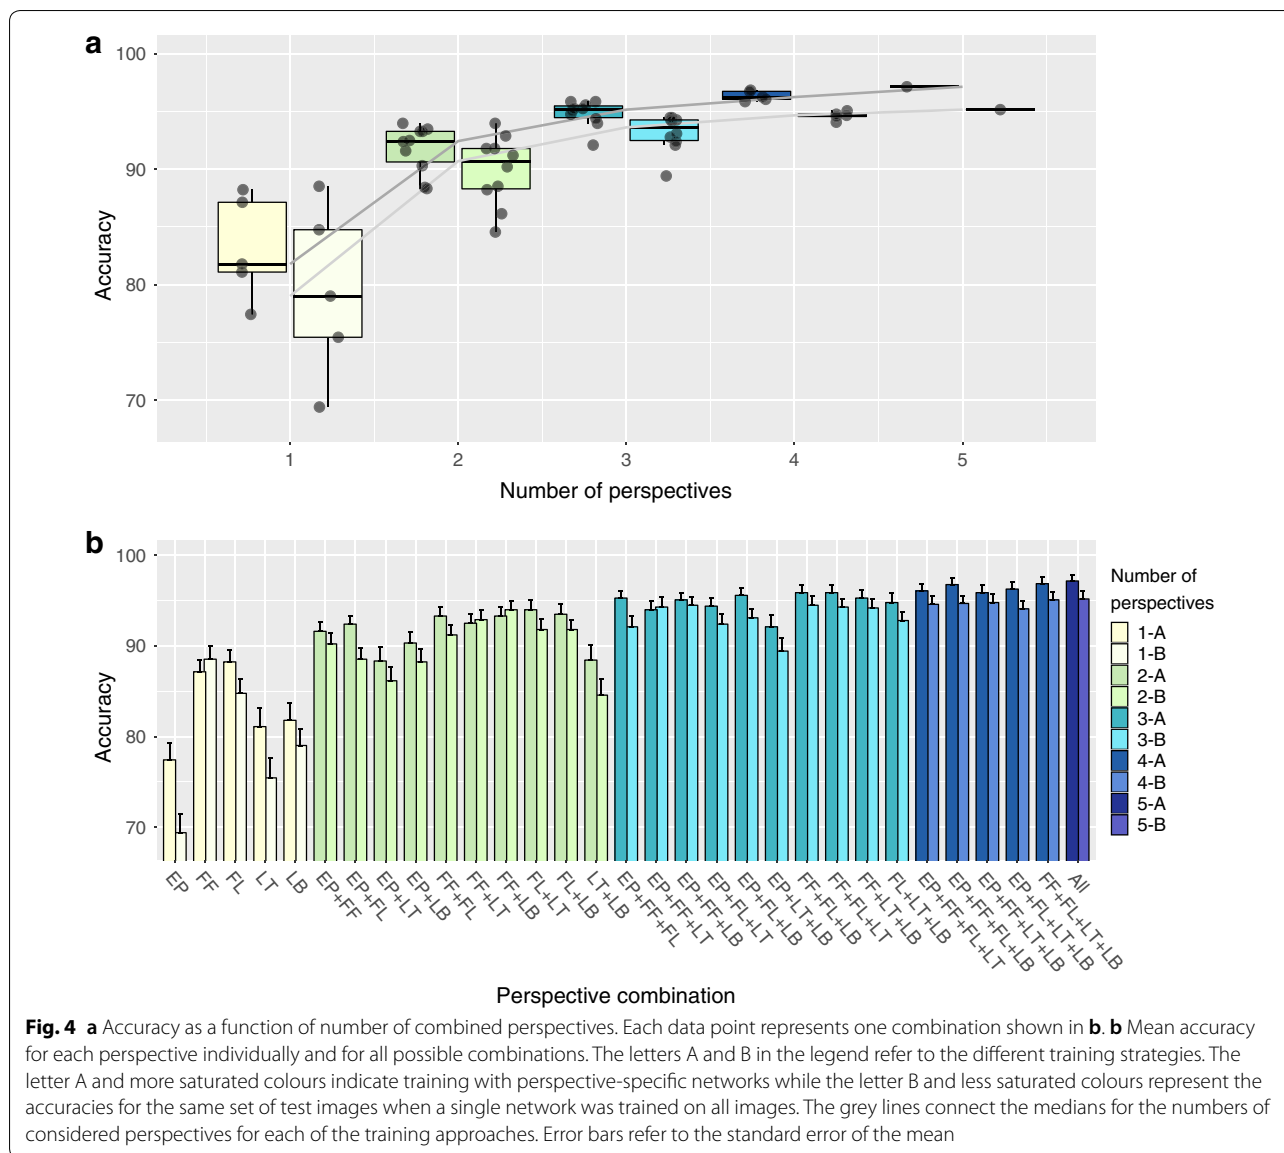 a
100
90
80
70
Accuracy
1 2 3 4 5
Number of perspectives
b
100
90
80
70
Accuracy
EP FF FL LT LB EP+FF EP+FL EP+LT EP+LB FF+FL FF+LT FF+LB FL+LT FL+LB LT+LB EP+FF+FL EP+FF+LT EP+FF+LB EP+FL+LT EP+FL+LB EP+LT+LB FF+FL+LB FF+FL+LT FF+LT+LB FL+LT+LB EP+FF+FL+LT EP+FF+FL+LB EP+FF+LT+LB EP+FL+LT+LB FF+FL+LT+LB All
Perspective combination
Number of
perspectives
1-A
1-B
2-A
2-B
3-A
3-B
4-A
4-B
5-A
5-B
Fig. 4 a Accuracy as a function of number of combined perspectives. Each data point represents one combination shown in b. b Mean accuracy
for each perspective individually and for all possible combinations. The letters A and B in the legend refer to the different training strategies. The
letter A and more saturated colours indicate training with perspective-specific networks while the letter B and less saturated colours represent the
accuracies for the same set of test images when a single network was trained on all images. The grey lines connect the medians for the numbers of
considered perspectives for each of the training approaches. Error bars refer to the standard error of the mean